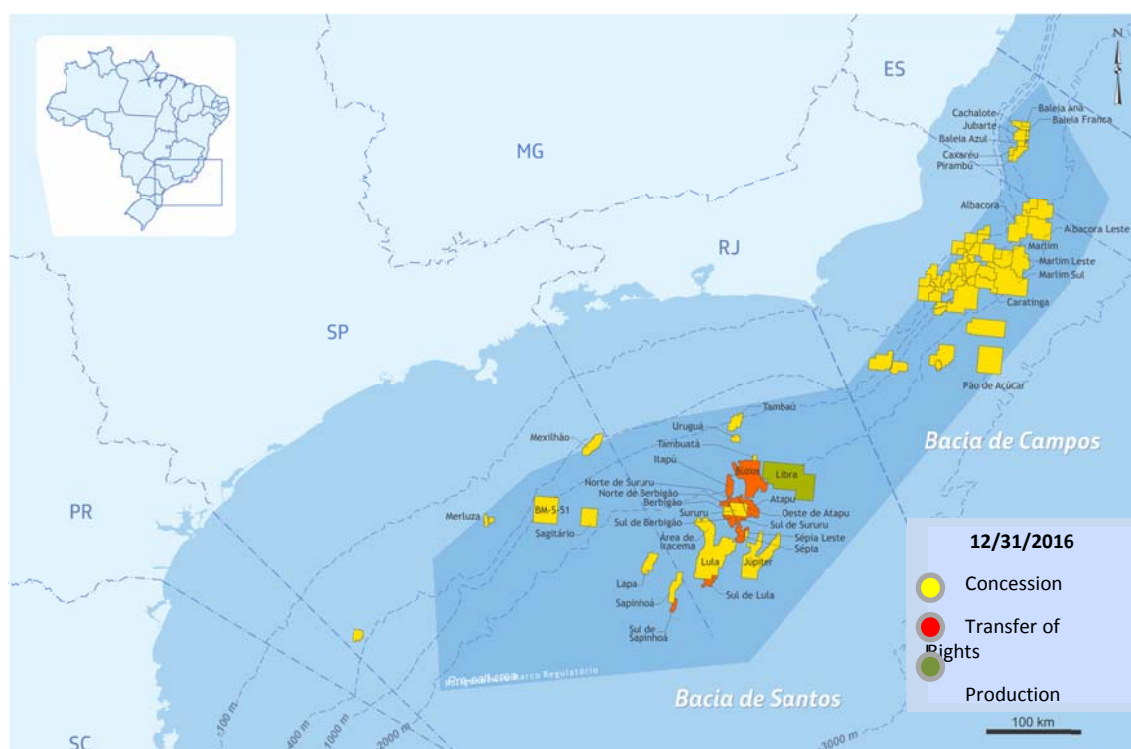 N
ES
MG
RJ
SP
PR
SC
Cachalote
Baleia Anã
Jubarte
Baleia Franca
Baleia Azul
Caxaréu
Pirambú
Albacora
Albacora Leste
Marlim
Marlim Leste
Marlim Sul
Caratinga
Pão de Açúcar
Bacia de Campos
Tambaú
Uruguá
Mexilhão
Tambuatá
Itapú
Búzios
Libra
Norte de Sururu
Norte de Berbigão
Atapu
Berbigão
Oeste de Atapu
BM-S-51
Sururu
Merluza
Sul de Berbigão
Sul de Sururu
Sagitário
Área de
Iracema
Sépia Leste
Sépia
Lula
Júpiter
Lapa
Sapinhoá
Sul de Lula
Sul de
Sapinhoá
Marco Regulatório
Bacia de Santos
-100 m
400 m
1000 m
-2000 m
-3000 m
12/31/2016
Concession
Transfer of
Rights
Production
100 km